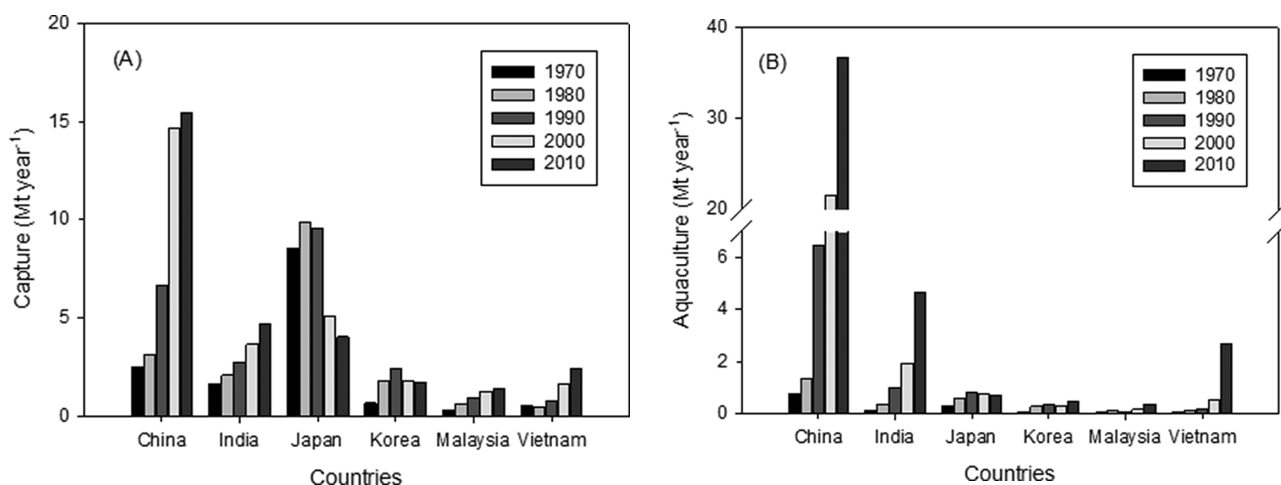 (A)
Capture (Mt year-1)
20
15
10
5
0
1970
1980
1990
2000
2010
China India Japan Korea Malaysia Vietnam
Countries
(B)
Aquaculture (Mt year-1)
40
30
20
6
4
2
0
1970
1980
1990
2000
2010
China India Japan Korea Malaysia Vietnam
Countries